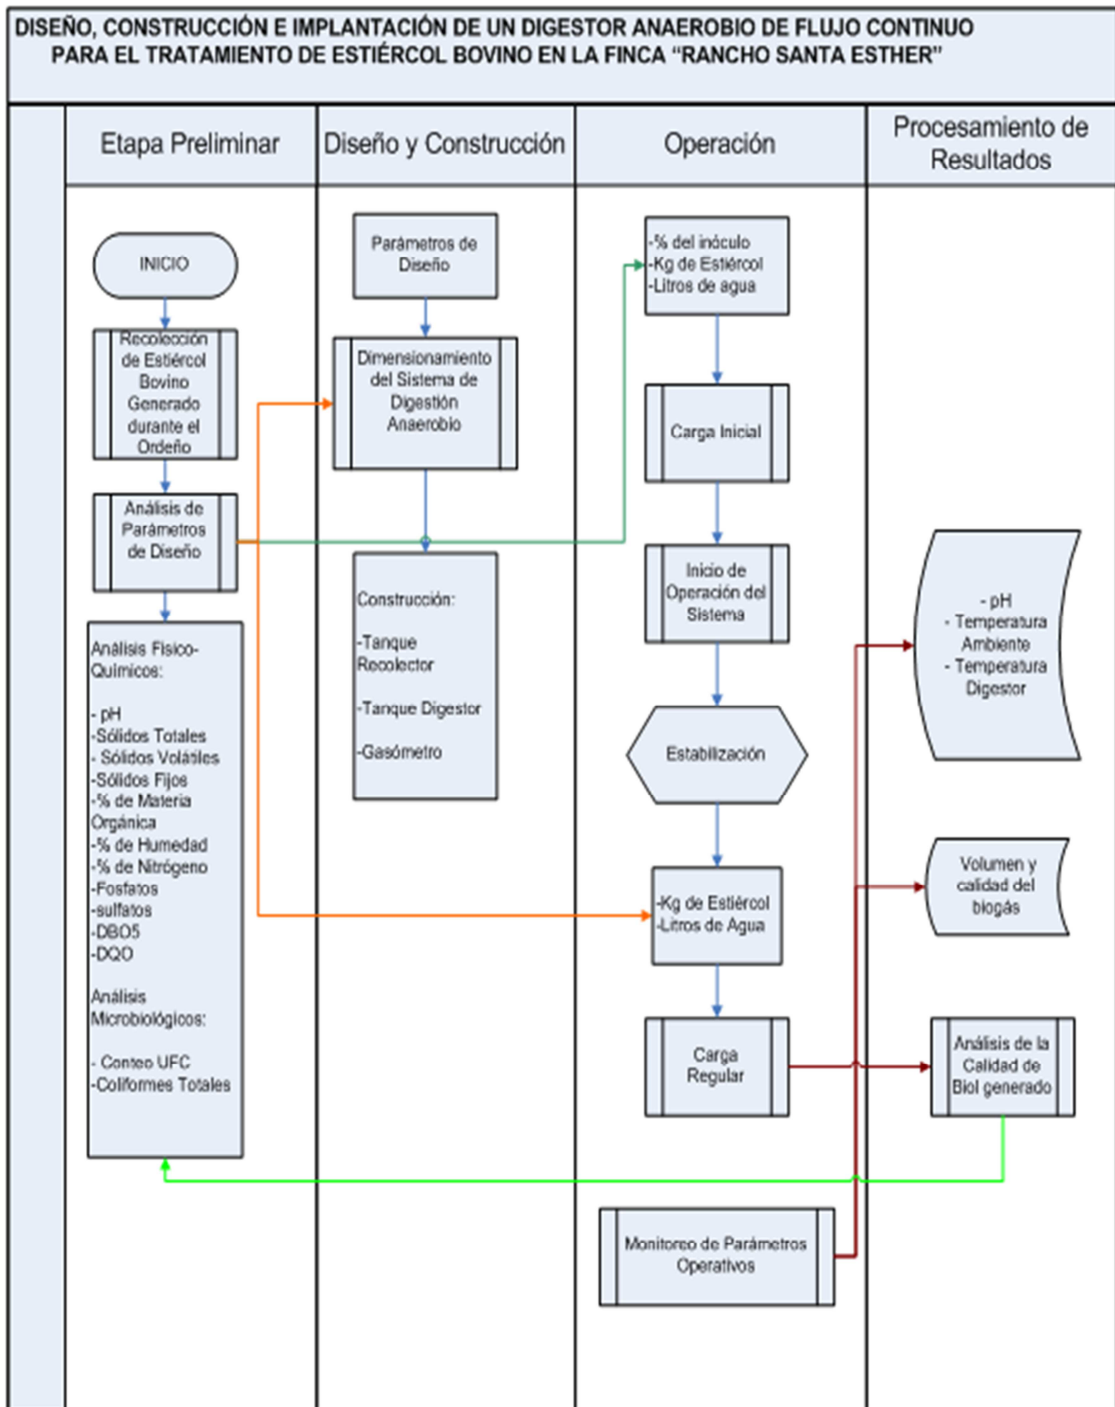 DISEÑO, CONSTRUCCIÓN E IMPLANTACIÓN DE UN DIGESTOR ANAEROBIO DE FLUJO CONTINUO
PARA EL TRATAMIENTO DE ESTIÉRCOL BOVINO EN LA FINCA “RANCHO SANTA ESTHER”
Etapa Preliminar
Diseño y Construcción
Operación
Procesamiento de
Resultados
INICIO
Recolección
de Estiércol
Bovino
Generado
durante el
Ordeño
Análisis de
Parámetros
de Diseño
Análisis Físico-
Químicos:
- pH
-Sólidos Totales
- Sólidos Volátiles
-Sólidos Fijos
-% de Materia
Orgánica
-% de Humedad
-% de Nitrógeno
-Fosfatos
-sulfatos
-DBO5
-DQO
Análisis
Microbiológicos:
- Conteo UFC
-Coliformes Totales
Parámetros de
Diseño
Dimensionamiento
del Sistema de
Digestión
Anaerobio
Construcción:
-Tanque
Recolector
-Tanque Digestor
-Gasómetro
-% del inóculo
-Kg de Estiércol
-Litros de agua
Carga Inicial
Inicio de
Operación del
Sistema
Estabilización
-Kg de Estiércol
-Litros de Agua
Carga
Regular
Monitoreo de Parámetros
Operativos
- pH
- Temperatura
Ambiente
- Temperatura
Digestor
Volumen y
calidad del
biogás
Análisis de la
Calidad de
Biol generado